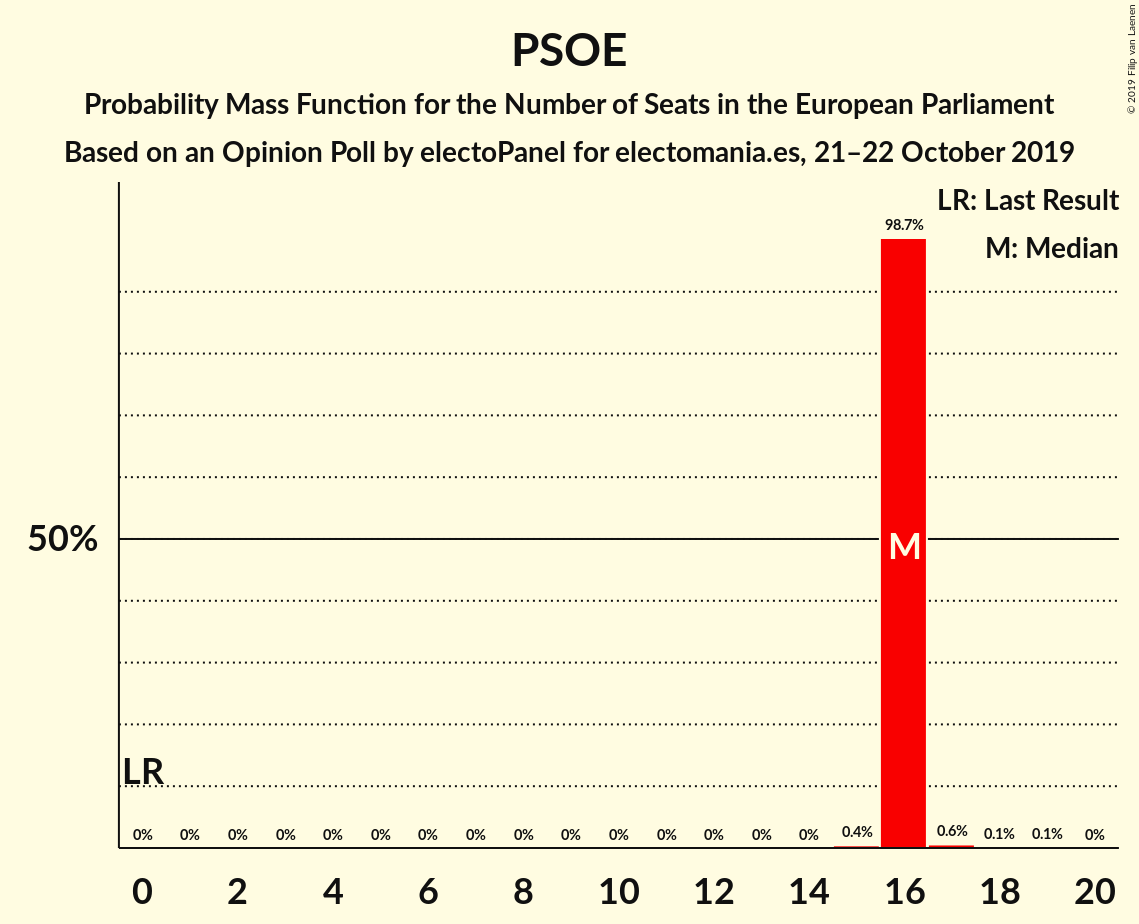 © 2019 Filip van Laenen
PSOE
Probability Mass Function for the Number of Seats in the European Parliament
Based on an Opinion Poll by electoPanel for electomania.es, 21–22 October 2019
LR: Last Result
M: Median
98.7%
50%
M
LR
0% 0% 0% 0% 0% 0% 0% 0% 0% 0% 0% 0% 0% 0% 0% 0.4% 0.6% 0.1% 0.1% 0%
0 2 4 6 8 10 12 14 16 18 20